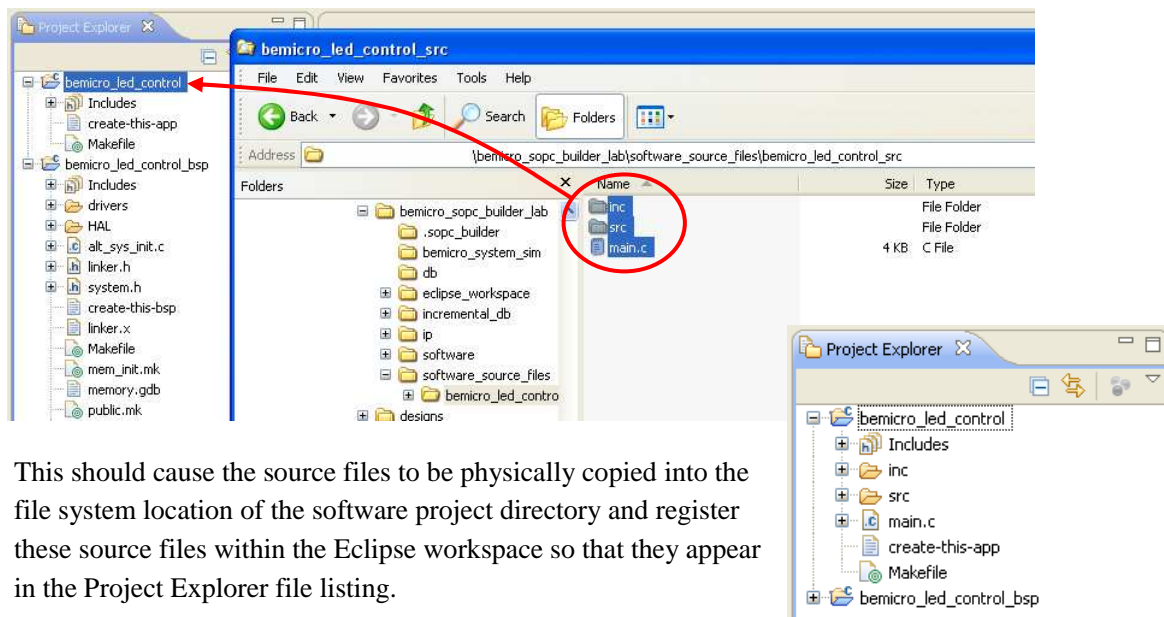 Project Explorer
bemicro_led_control
Includes
create-this-app
Makefile
bemicro_led_control_bsp
Includes
drivers
HAL
alt_sys_init.c
linker.h
system.h
create-this-bsp
linker.x
Makefile
mem_init.mk
memory.gdb
public.mk
bemicro_led_control_src
File Edit View Favorites Tools Help
Back Search Folders
Address \bemicro_sopc_builder_lab\software_source_files\bemicro_led_control_src
Folders
bemicro_sopc_builder_lab
.sopc_builder
bemicro_system_sim
db
eclipse_workspace
incremental_db
ip
software
software_source_files
bemicro_led_contro
designs
Name Size Type
inc File Folder
src File Folder
main.c 4 KB C File
Project Explorer
bemicro_led_control
Includes
inc
src
main.c
create-this-app
Makefile
bemicro_led_control_bsp
This should cause the source files to be physically copied into the
file system location of the software project directory and register
these source files within the Eclipse workspace so that they appear
in the Project Explorer file listing.